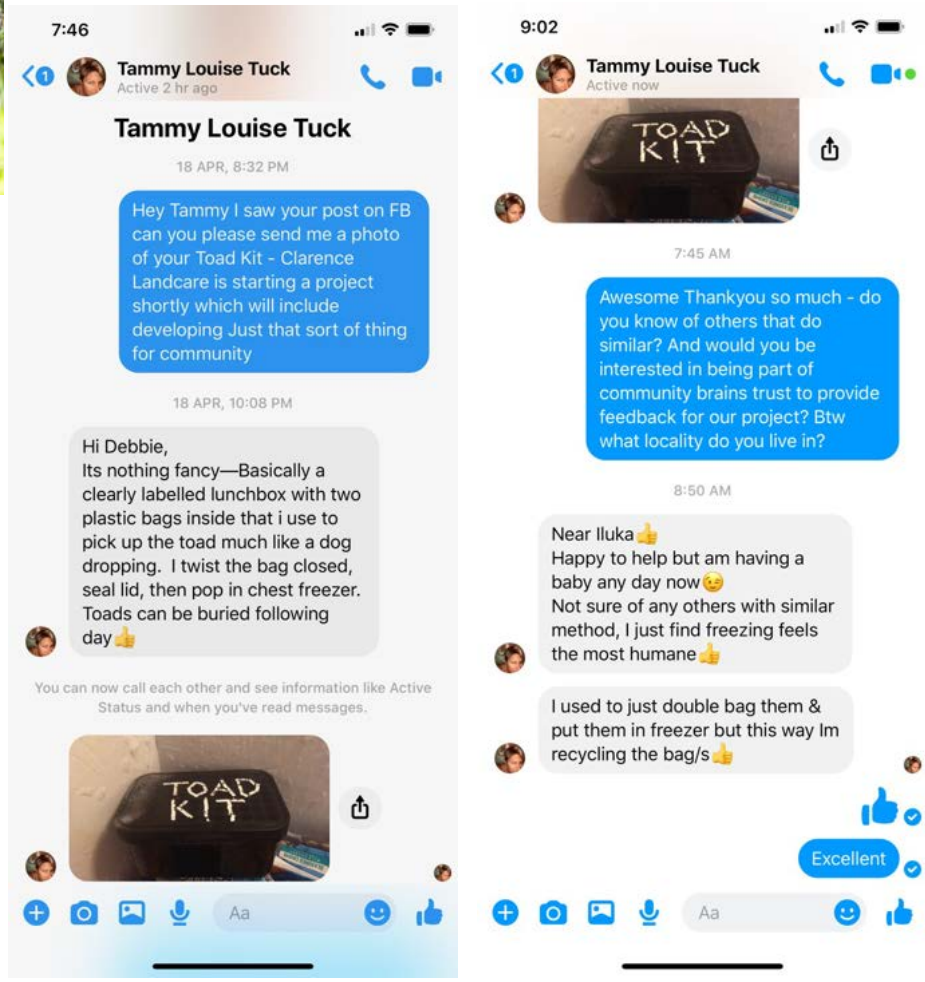 7:46
Tammy Louise Tuck
Active 2 hr ago
1
Tammy Louise Tuck
18 APR, 8:32 PM
Hey Tammy I saw your post on FB
can you please send me a photo
of your Toad Kit - Clarence
Landcare is starting a project
shortly which will include
developing Just that sort of thing
for community
18 APR, 10:08 PM
Hi Debbie,
Its nothing fancy—Basically a
clearly labelled lunchbox with two
plastic bags inside that i use to
pick up the toad much like a dog
dropping. I twist the bag closed,
seal lid, then pop in chest freezer.
Toads can be buried following
day👍
You can now call each other and see information like Active
Status and when you've read messages.
TOAD
KIT
Aa
9:02
Tammy Louise Tuck
Active now
1
TOAD
KIT
7:45 AM
Awesome Thankyou so much - do
you know of others that do
similar? And would you be
interested in being part of
community brains trust to provide
feedback for our project? Btw
what locality do you live in?
8:50 AM
Near Iluka👍
Happy to help but am having a
baby any day now😉
Not sure of any others with similar
method, I just find freezing feels
the most humane👍
I used to just double bag them &
put them in freezer but this way Im
recycling the bag/s👍
Excellent
Aa